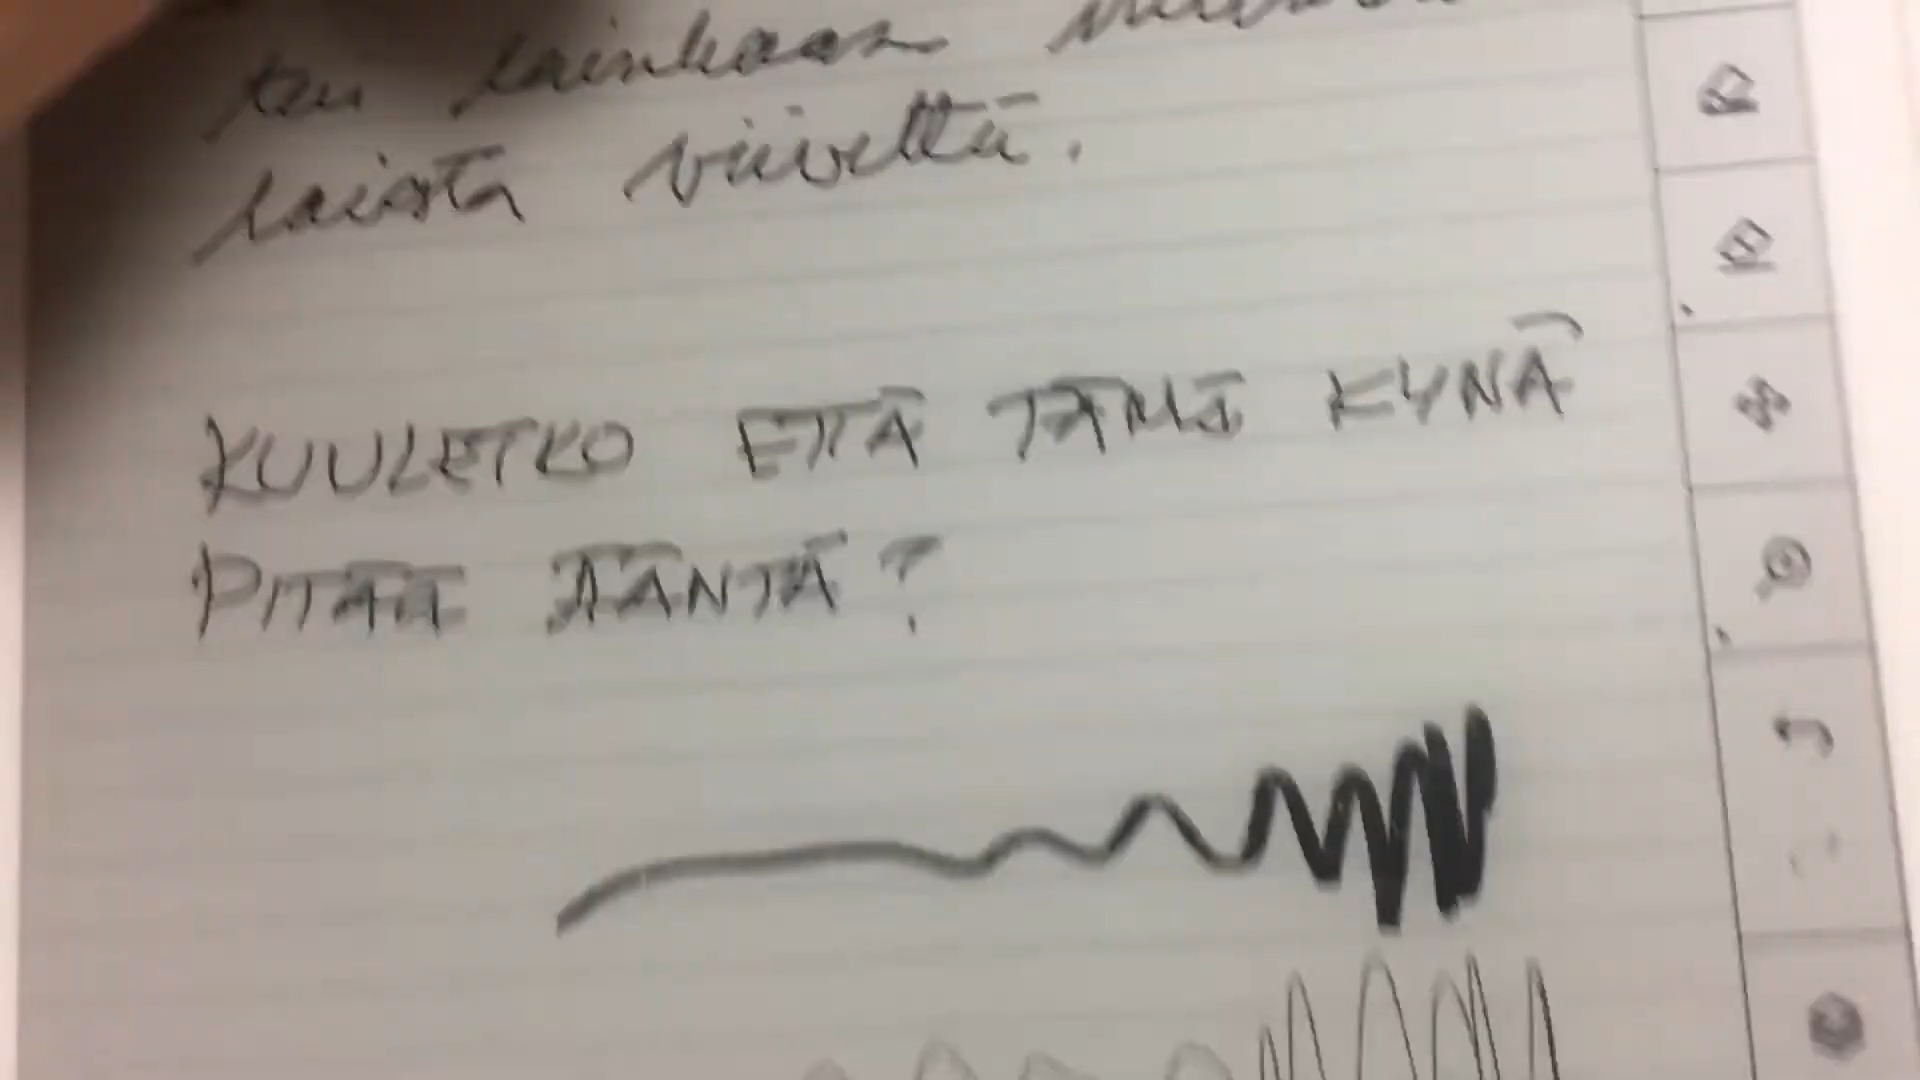 lainkaan
laista viivettä.
KUULETKO ETTÄ TÄMÄ KYNÄ
PITÄÄ ÄÄNTÄ?